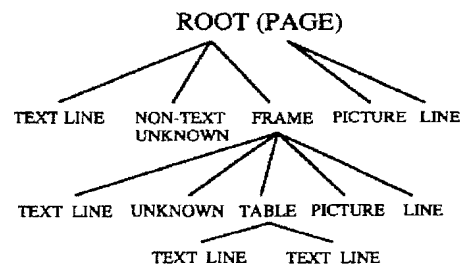 ROOT (PAGE)
TEXT LINE NON-TEXT UNKNOWN FRAME PICTURE LINE
TEXT LINE UNKNOWN TABLE PICTURE LINE
TEXT LINE TEXT LINE